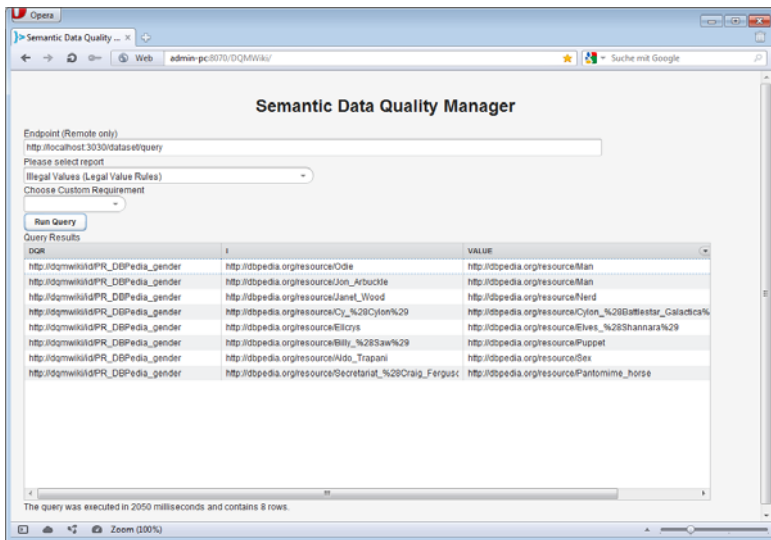 Opera
Semantic Data Quality ... ×
Web admin-pc:8070/DQMWiki/ Suche mit Google
Semantic Data Quality Manager
Endpoint (Remote only)
http://localhost:3030/dataset/query
Please select report
Illegal Values (Legal Value Rules)
Choose Custom Requirement
Run Query
Query Results
DQR I VALUE
http://dqmwiki/id/PR_DBPedia_gender http://dbpedia.org/resource/Odie http://dbpedia.org/resource/Man
http://dqmwiki/id/PR_DBPedia_gender http://dbpedia.org/resource/Jon_Arbuckle http://dbpedia.org/resource/Man
http://dqmwiki/id/PR_DBPedia_gender http://dbpedia.org/resource/Janet_Wood http://dbpedia.org/resource/Nerd
http://dqmwiki/id/PR_DBPedia_gender http://dbpedia.org/resource/Cy_%28Cylon%29 http://dbpedia.org/resource/Cylon_%28Battlestar_Galactica%
http://dqmwiki/id/PR_DBPedia_gender http://dbpedia.org/resource/Ellcrys http://dbpedia.org/resource/Elves_%28Shannara%29
http://dqmwiki/id/PR_DBPedia_gender http://dbpedia.org/resource/Billy_%28Saw%29 http://dbpedia.org/resource/Puppet
http://dqmwiki/id/PR_DBPedia_gender http://dbpedia.org/resource/Aldo_Trapani http://dbpedia.org/resource/Sex
http://dqmwiki/id/PR_DBPedia_gender http://dbpedia.org/resource/Secretariat_%28Craig_Ferguso http://dbpedia.org/resource/Pantomime_horse
The query was executed in 2050 milliseconds and contains 8 rows.
Zoom (100%)